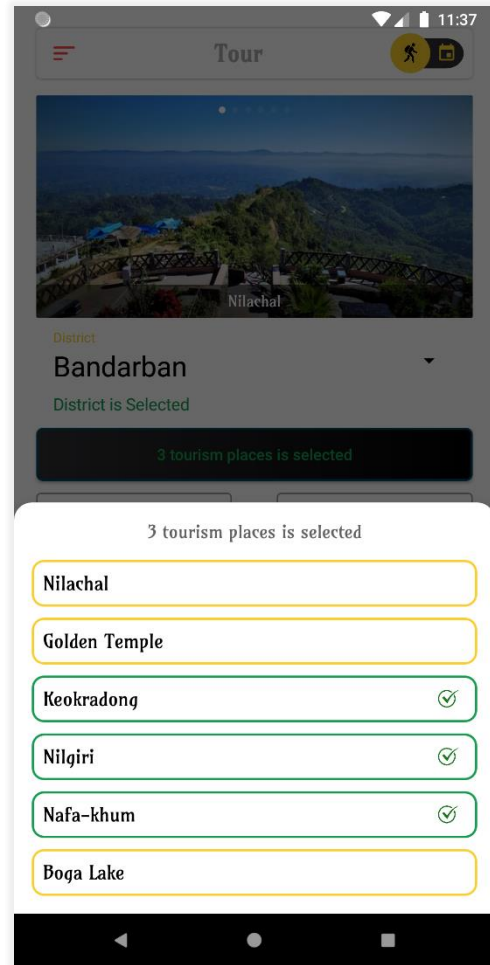 11:37
Tour
Nilachal
District
Bandarban
District is Selected
3 tourism places is selected
3 tourism places is selected
Nilachal
Golden Temple
Keokradong
Nilgiri
Nafa-khum
Boga Lake